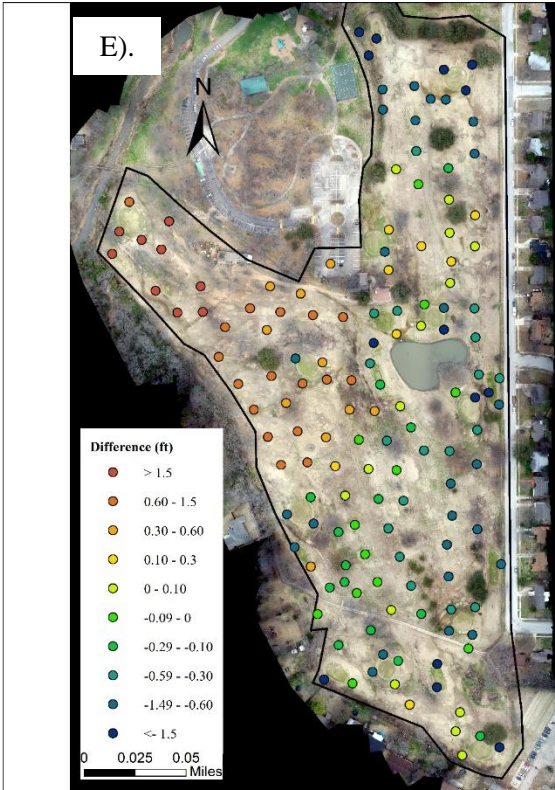 E).
N
Difference (ft)
> 1.5
0.60 - 1.5
0.30 - 0.60
0.10 - 0.3
0 - 0.10
-0.09 - 0
-0.29 - -0.10
-0.59 - -0.30
-1.49 - -0.60
<- 1.5
0 0.025 0.05
Miles